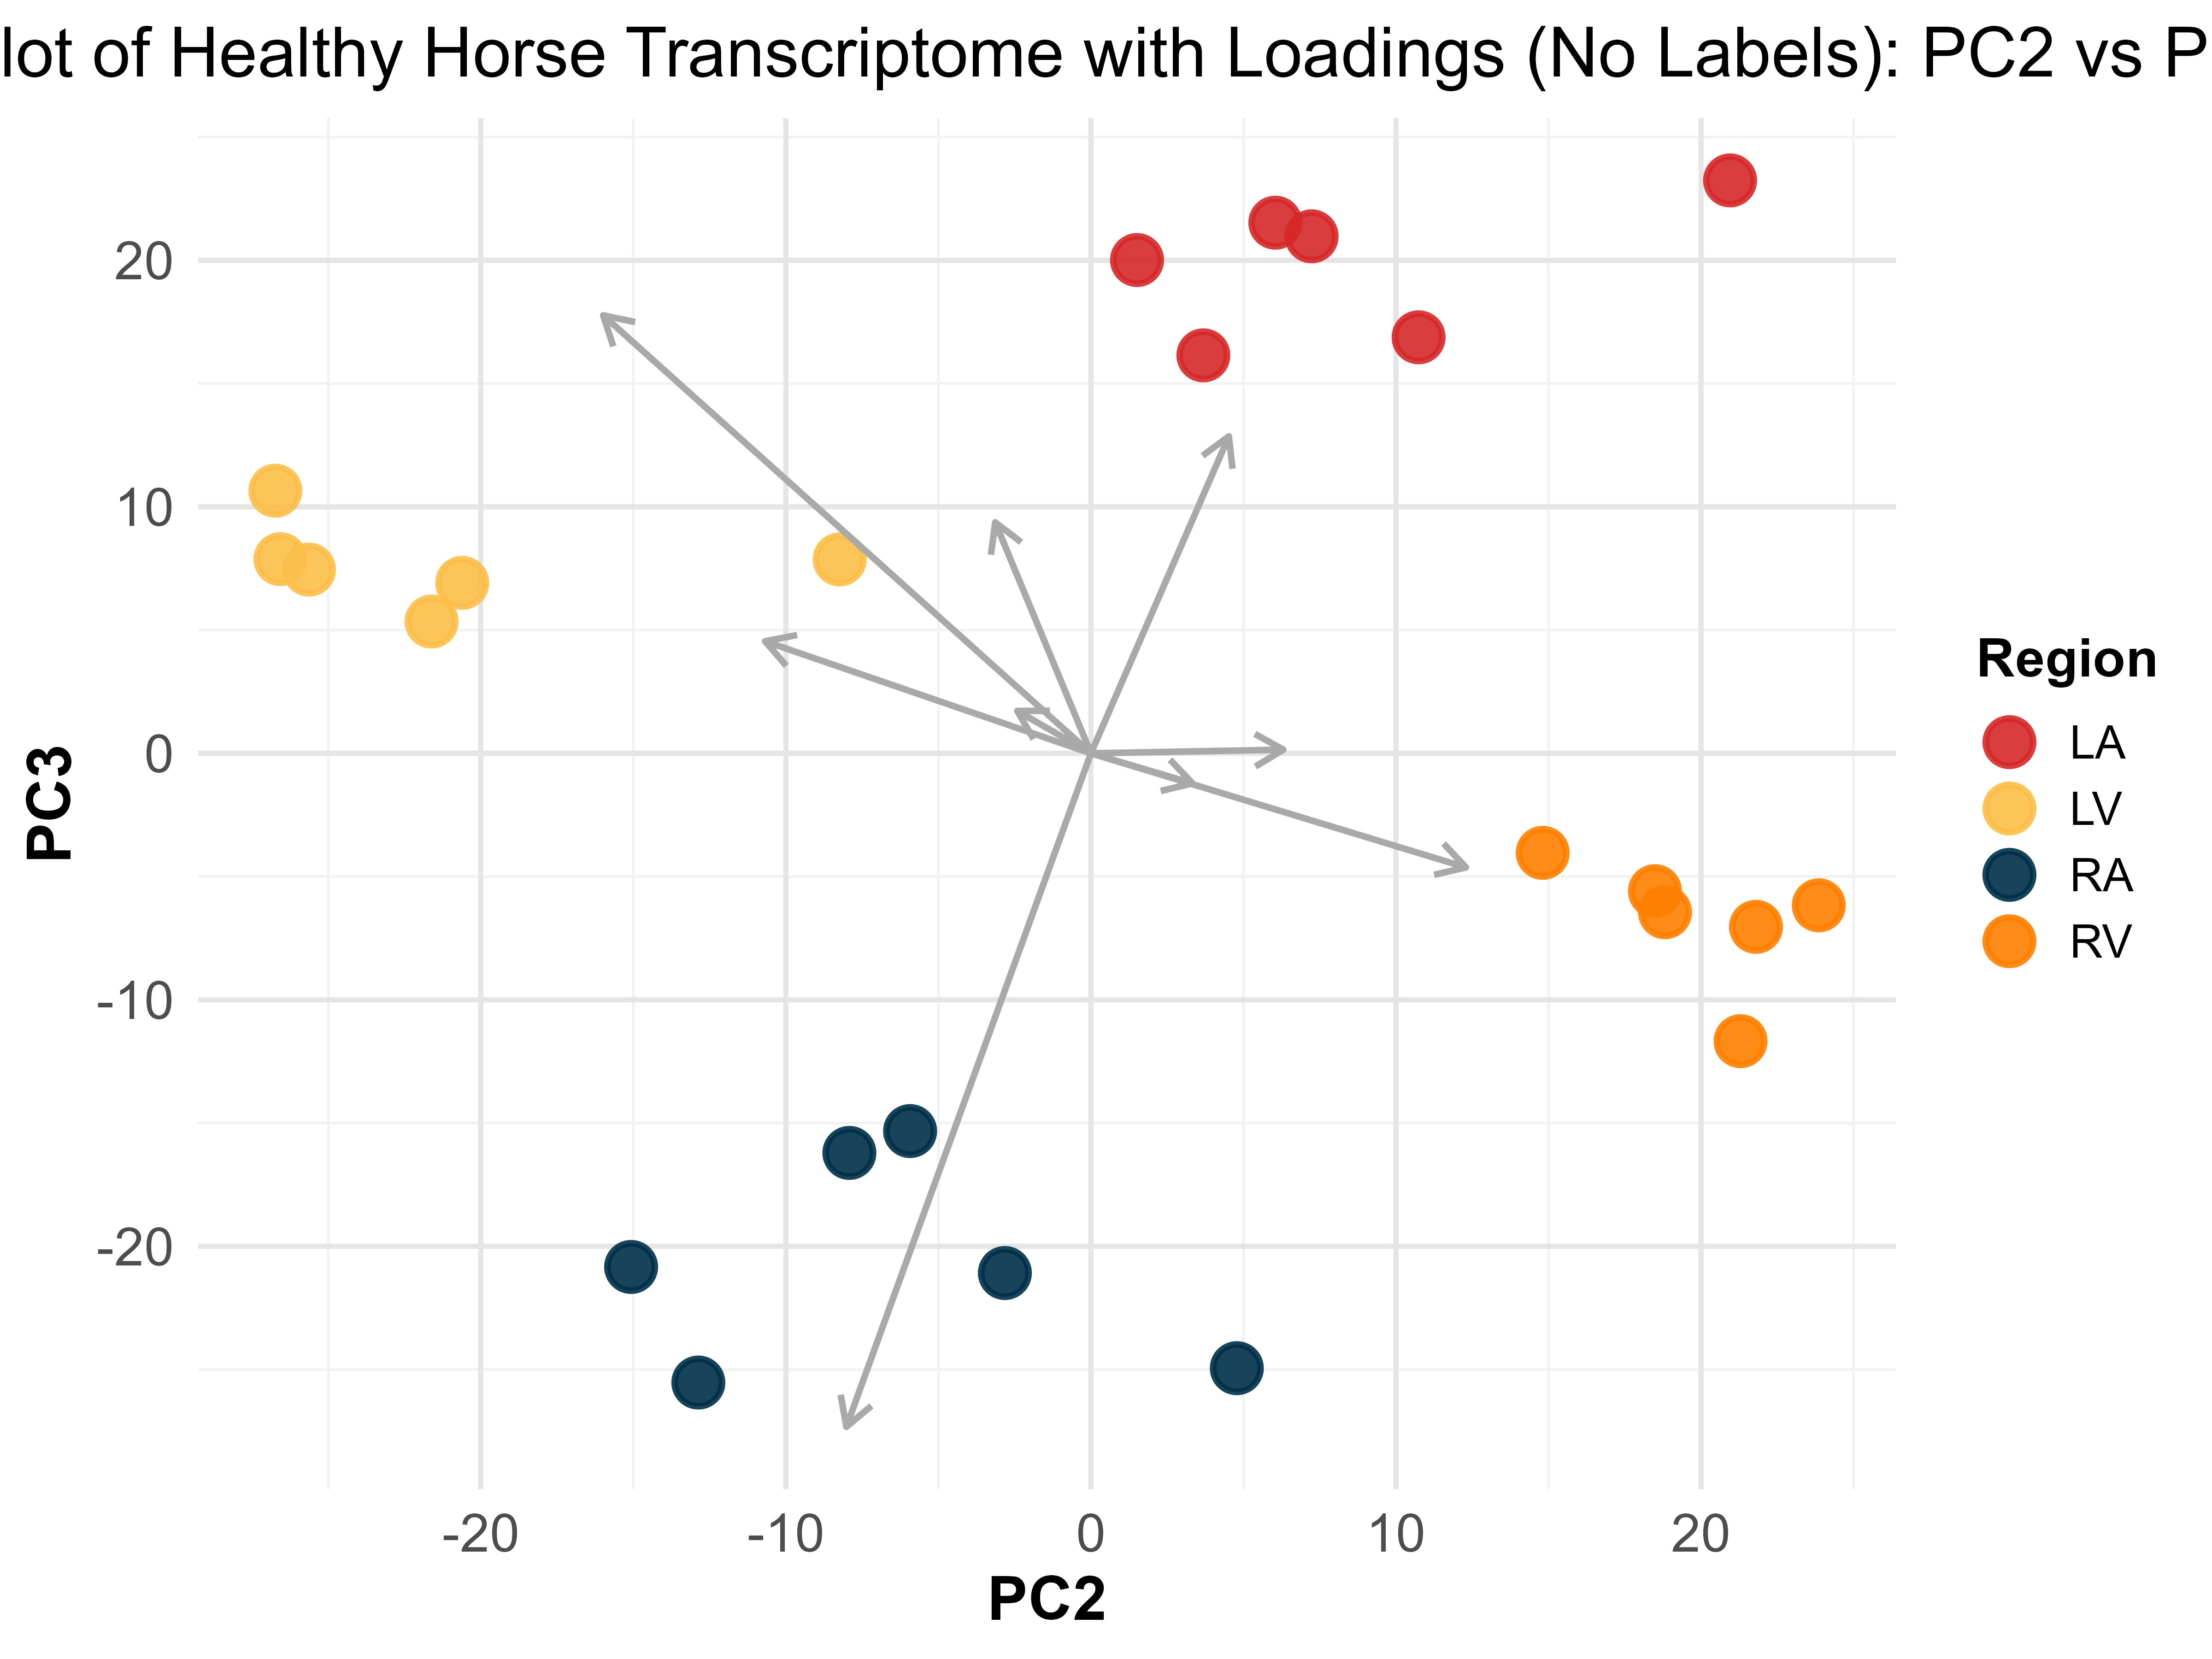 lot of Healthy Horse Transcriptome with Loadings (No Labels): PC2 vs P
20
10
0
-10
-20
PC3
-20
-10
0
10
20
PC2
Region
LA
LV
RA
RV